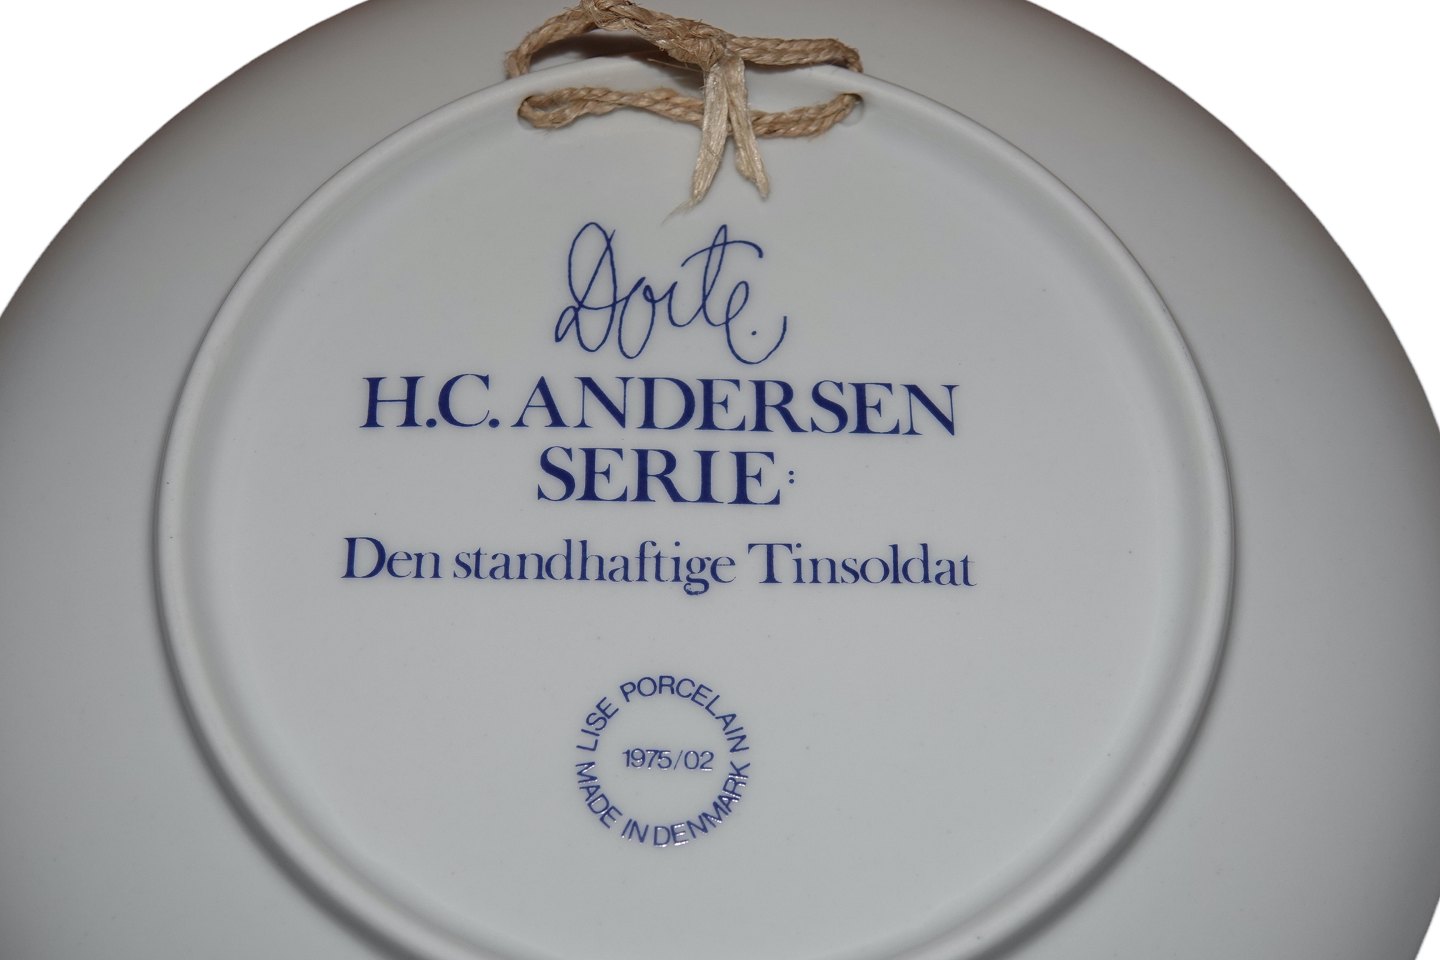 Dorte.
H.C. ANDERSEN
SERIE:
Den standhaftige Tinsoldat
LISE PORCELAIN
1975/02
MADE IN DENMARK